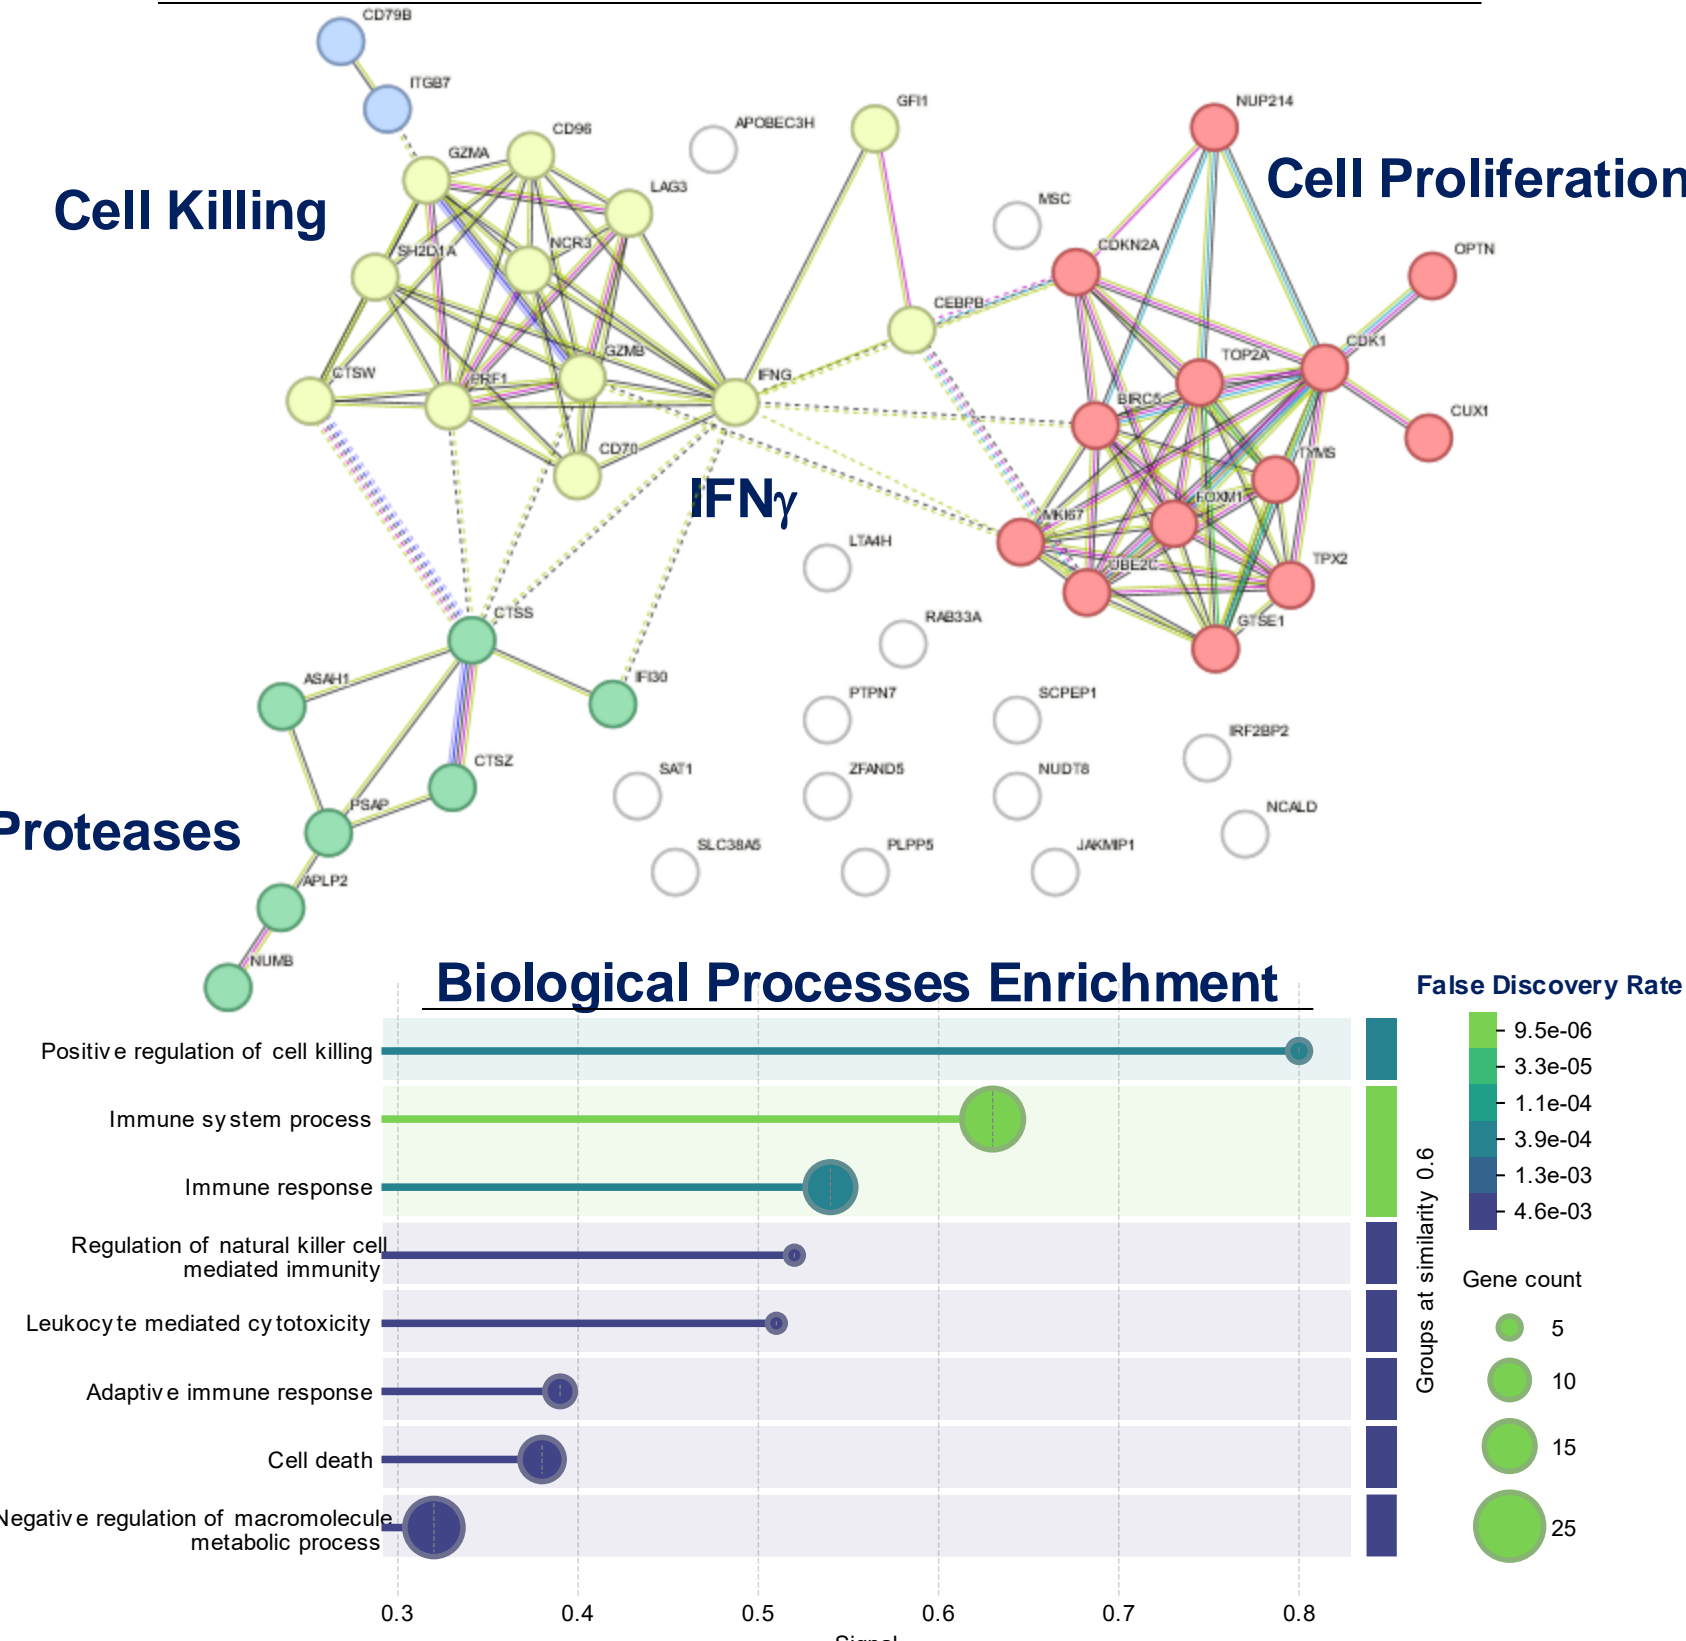 CD79B
ITGB7
CD96
GZMA
LAG3
APOBEC3H
GFI1
NUP214
Cell Killing
Cell Proliferation
MSC
SH2D1A
NCR3
CDKN2A
OPTN
CEBPB
CTSW
PRF1
GZMB
IFNG
TOP2A
CDK1
BIRC5
CUX1
CD70
IFNγ
TYMS
FOXM1
MKI67
UBE2C
TPX2
LTA4H
GTSE1
RAB33A
CTSS
ASAH1
IFI30
PTPN7
SCPEP1
IRF2BP2
CTSZ
SAT1
ZFAND5
NUDT8
PSAP
NCALD
Proteases
SLC38A5
PLPP5
JAKMIP1
APLP2
NUMB
Biological Processes Enrichment
False Discovery Rate
Positive regulation of cell killing
Immune system process
Immune response
Regulation of natural killer cell
mediated immunity
Leukocyte mediated cytotoxicity
Adaptive immune response
Cell death
Negative regulation of macromolecule
metabolic process
0.3
0.4
0.5
0.6
0.7
0.8
Signal
Groups at similarity 0.6
9.5e-06
3.3e-05
1.1e-04
3.9e-04
1.3e-03
4.6e-03
Gene count
5
10
15
25